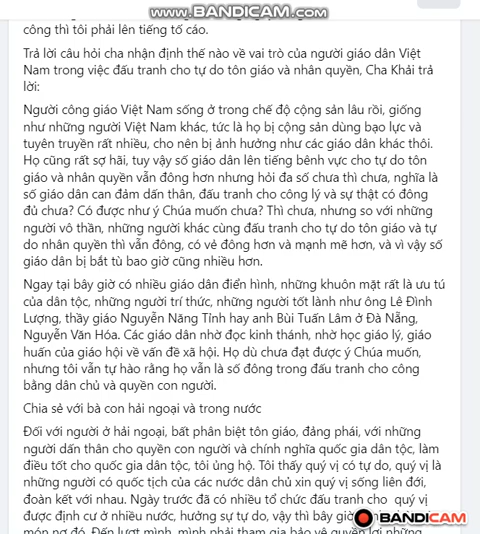 WWW.BANDICAM.COM
công thì tôi phải lên tiếng tố cáo.
Trả lời câu hỏi cha nhận định thế nào về vai trò của người giáo dân Việt
Nam trong việc đấu tranh cho tự do tôn giáo và nhân quyền, Cha Khải trả
lời:
Người công giáo Việt Nam sống ở trong chế độ cộng sản lâu rồi, giống
như những người Việt Nam khác, tức là họ bị cộng sản dùng bạo lực và
tuyên truyền rất nhiều, cho nên bị ảnh hưởng như các giáo dân khác thôi.
Họ cũng rất sợ hãi, tuy vậy số giáo dân lên tiếng bênh vực cho tự do tôn
giáo và nhân quyền vẫn đông hơn nhưng hỏi đa số chưa thì chưa, nghĩa là
số giáo dân can đảm dấn thân, đấu tranh cho công lý và sự thật có đông
đủ chưa? Có được như ý Chúa muốn chưa? Thì chưa, nhưng so với những
người vô thần, những người khác cùng đấu tranh cho tự do tôn giáo và tự
do nhân quyền thì vẫn đông, có vẻ đông hơn và mạnh mẽ hơn, và vì vậy số
giáo dân bị bắt tù bao giờ cũng nhiều hơn.
Ngay tại bây giờ có nhiều giáo dân điển hình, những khuôn mặt rất là ưu tú
của dân tộc, những người trí thức, những người tốt lành như ông Lê Đình
Lượng, thầy giáo Nguyễn Năng Tĩnh hay anh Bùi Tuấn Lâm ở Đà Nẵng,
Nguyễn Văn Hóa. Các giáo dân nhờ đọc kinh thánh, nhờ học giáo lý, giáo
huấn của giáo hội về vấn đề xã hội. Họ dù chưa đạt được ý Chúa muốn,
nhưng tôi vẫn tự hào rằng họ vẫn là số đông trong đấu tranh cho công
bằng dân chủ và quyền con người.
Chia sẻ với bà con hải ngoại và trong nước
Đối với người ở hải ngoại, bất phân biệt tôn giáo, đảng phái, với những
người dấn thân cho quyền con người và chính nghĩa quốc gia dân tộc, làm
điều tốt cho quốc gia dân tộc, tôi ủng hộ. Tôi thấy quý vị có tự do, quý vị là
những người có quốc tịch của các nước dân chủ xin quý vị sống liên đới,
đoàn kết với nhau. Ngày trước đã có nhiều tổ chức đấu tranh cho quý vị
được định cư ở nhiều nước, hưởng sự tự do, vậy thì bây giờ
món nợ đó. Đến lượt mình, mình phải tham gia bảo vệ quyền lợi những
BANDICAM